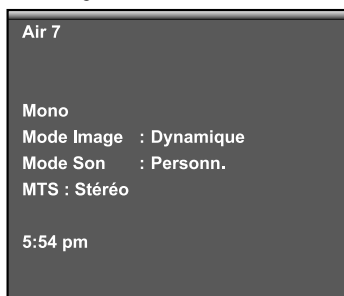 Air 7
Mono
Mode Image : Dynamique
Mode Son : Personn.
MTS : Stéréo
5:54 pm